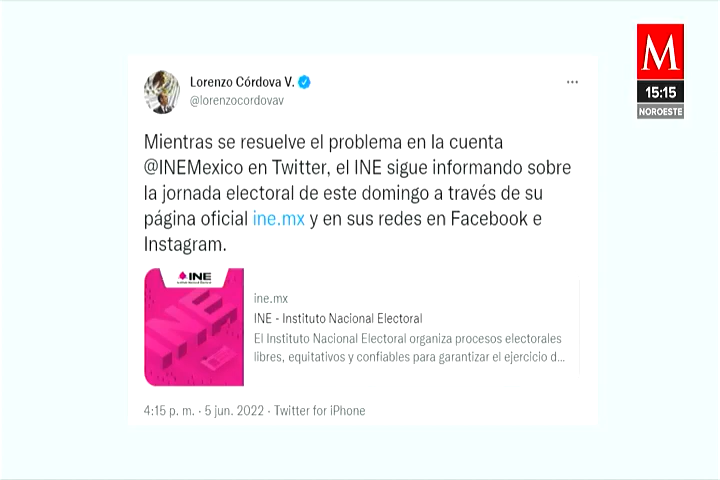 M
15:15
NOROESTE
Lorenzo Córdova V.
@lorenzocordovav
Mientras se resuelve el problema en la cuenta
@INEMexico en Twitter, el INE sigue informando sobre
la jornada electoral de este domingo a través de su
página oficial ine.mx y en sus redes en Facebook e
Instagram.
INE
INE
ine.mx
INE - Instituto Nacional Electoral
El Instituto Nacional Electoral organiza procesos electorales
libres, equitativos y confiables para garantizar el ejercicio d...
4:15 p. m. · 5 jun. 2022 · Twitter for iPhone